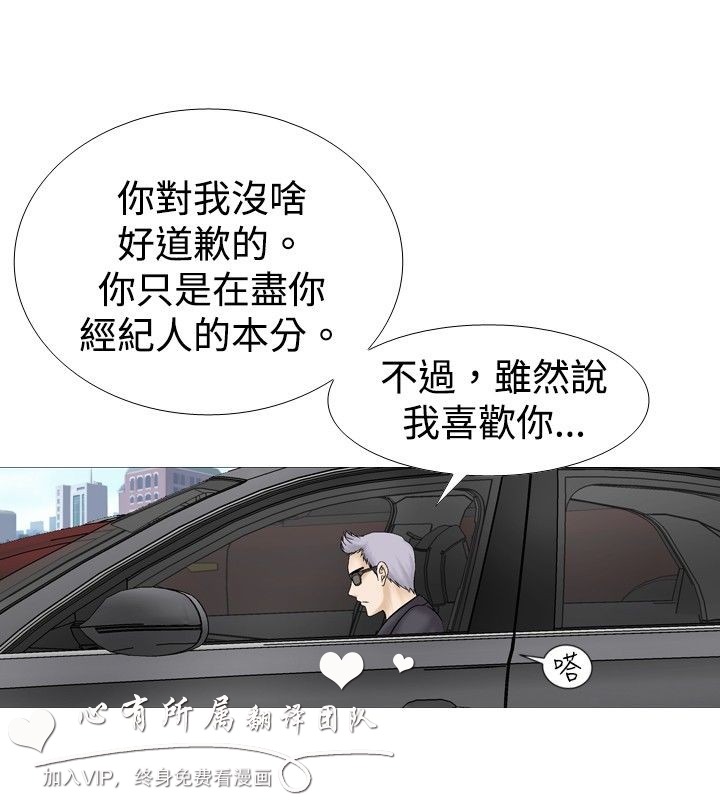 你對我沒啥
好道歉的。
你只是在盡你
經紀人的本分。
不過，雖然說
我喜歡你...
嗒
心有所属翻译团队
加入VIP，终身免费看漫画